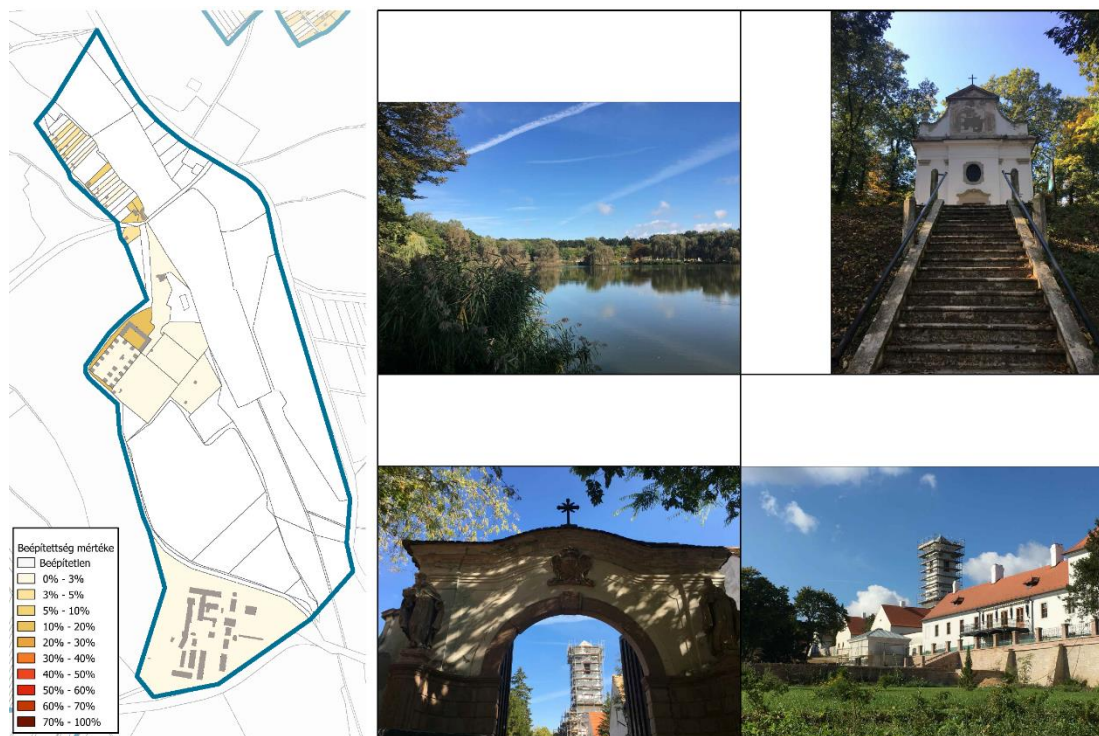 Beépítettség mértéke
Beépítetlen
0% - 3%
3% - 5%
5% - 10%
10% - 20%
20% - 30%
30% - 40%
40% - 50%
50% - 60%
60% - 70%
70% - 100%